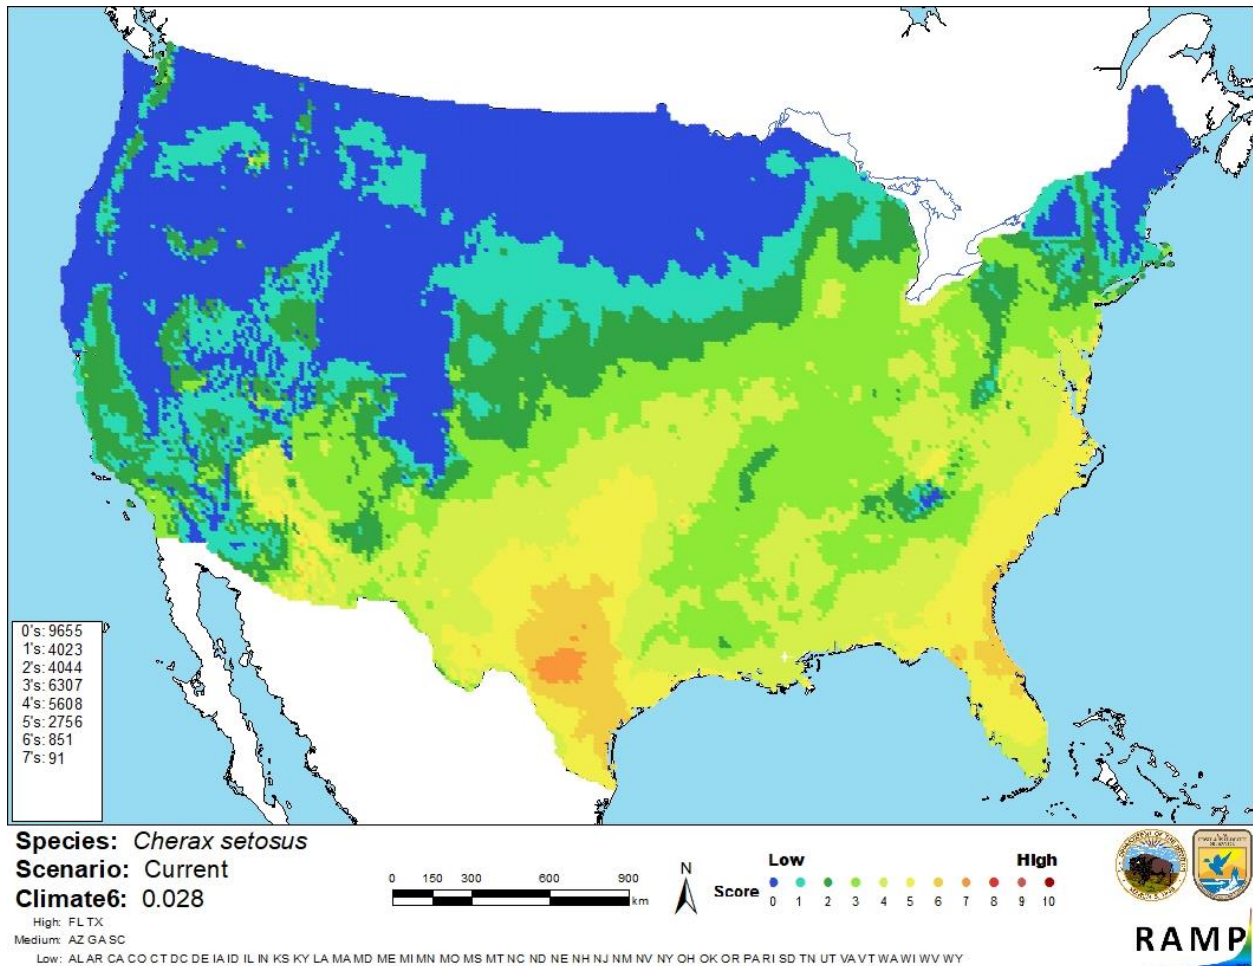 0's: 9655
1's: 4023
2's: 4044
3's: 6307
4's: 5608
5's: 2756
6's: 851
7's: 91
Species: Cherax setosus
Scenario: Current
Climate6: 0.028
High: FL TX
Medium: AZ GA SC
Low: AL AR CA CO CT DC DE IA ID IL IN KS KY LA MA MD ME MI MN MO MS MT NC ND NE NH NJ NM NV NY OH OK OR PA RI SD TN UT VA VT WA WI WV WY
0 150 300 600 900
km
N
Low High
Score 0 1 2 3 4 5 6 7 8 9 10
RAMP